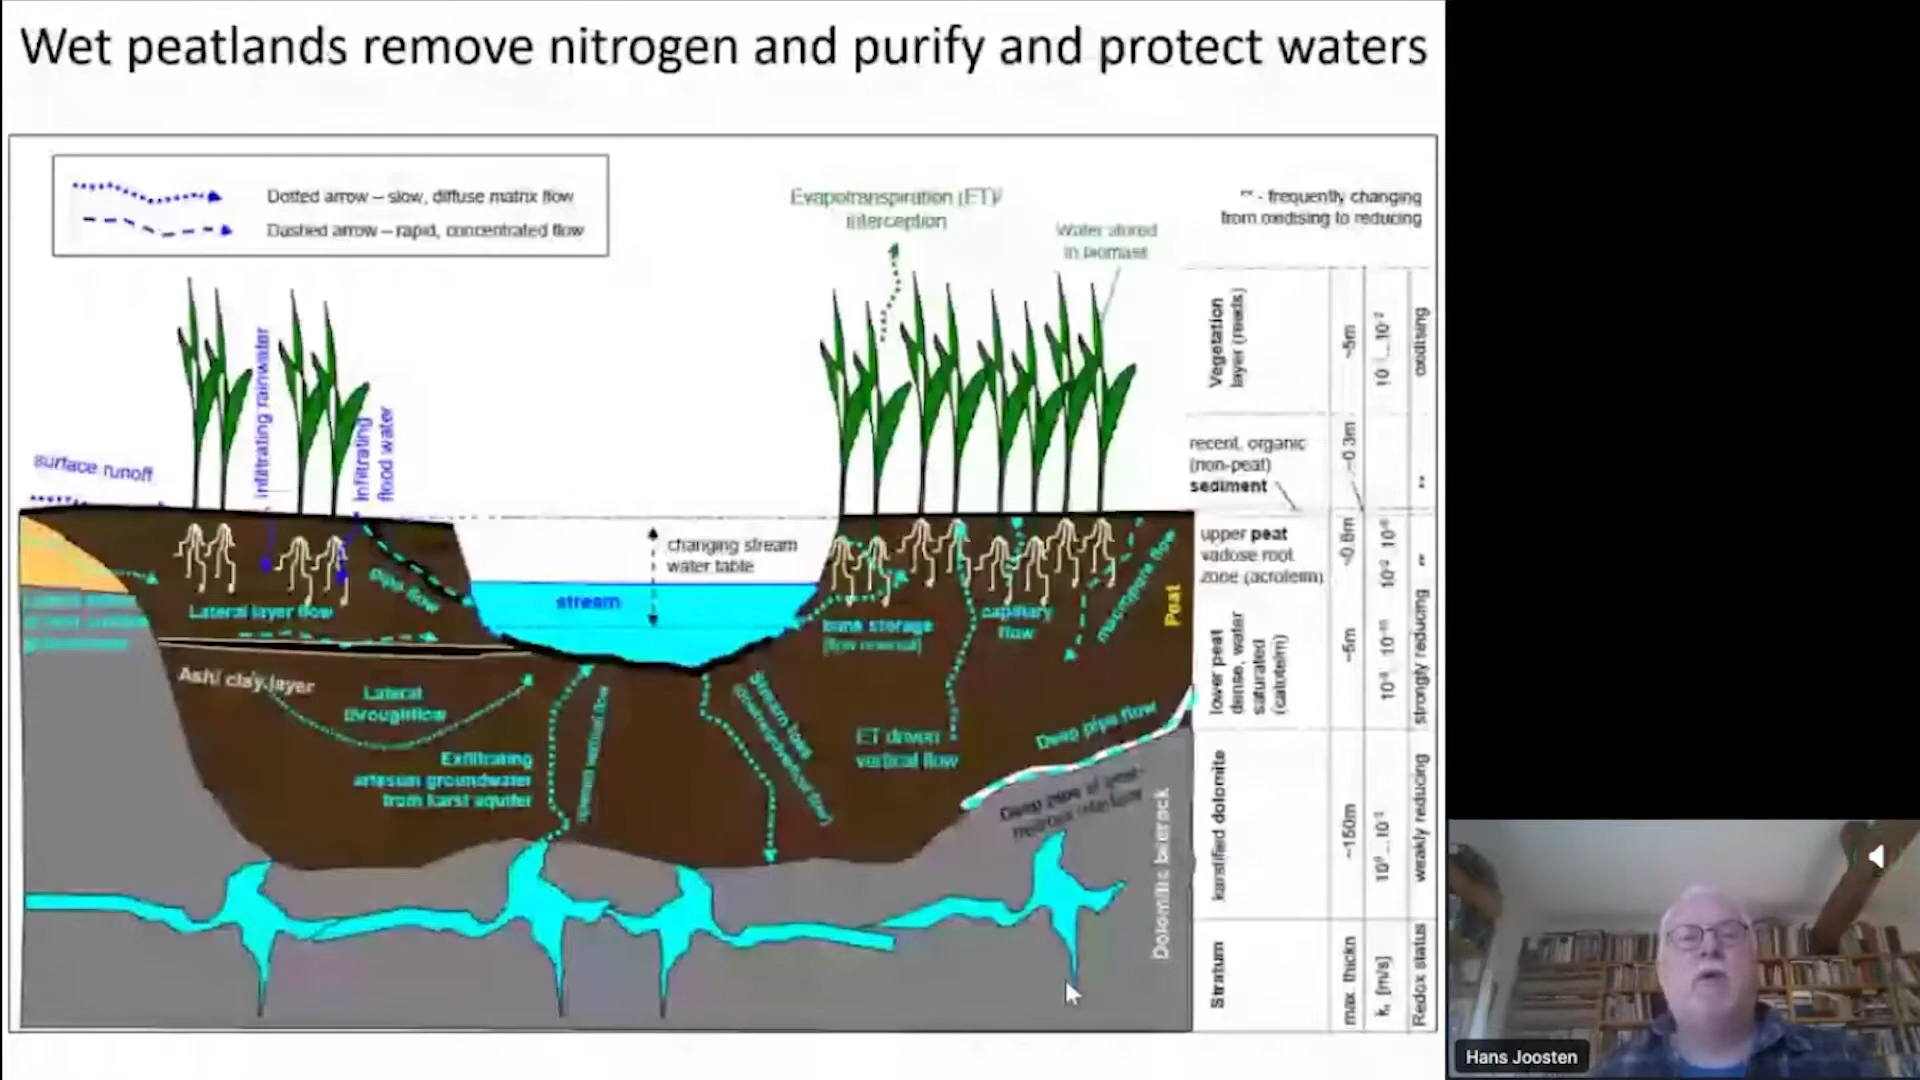 Wet peatlands remove nitrogen and purify and protect waters
Dotted arrow – slow, diffuse matrix flow
Dashed arrow – rapid, concentrated flow
Evapotranspiration (ET)/
interception
Water stored
in biomass
- frequently changing
from oxidising to reducing
surface runoff
infiltrating rainwater
infiltrating
flood water
changing stream
water table
stream
Lateral layer flow
pipe flow
Ash/ clay layer
Lateral
throughflow
Exfiltrating
artesian groundwater
from karst aquifer
vertical flow
Stream loss
bank storage
(flow reversal)
capillary
flow
macropore flow
Peat
ET driven
vertical flow
Deep pipe flow
Deep
Dolomitic bedrock
Vegetation
layer (reeds)
~5m
oxidising
recent, organic
(non-peat)
sediment
~0.3m
upper peat
vadose root
zone (acrotelm)
lower peat
dense, water
saturated
(catotelm)
~5m
strongly reducing
karstified dolomite
~150m
weakly reducing
Stratum
max. thickn
[m/s]
Redox status
Hans Joosten